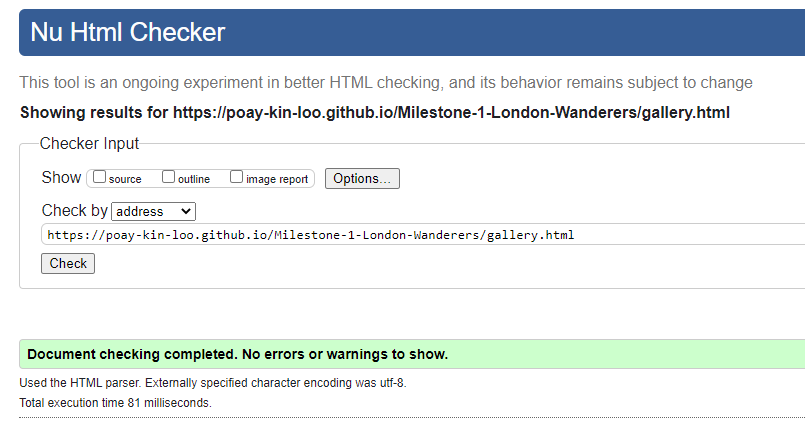 Nu Html Checker
This tool is an ongoing experiment in better HTML checking, and its behavior remains subject to change
Showing results for https://poay-kin-loo.github.io/Milestone-1-London-Wanderers/gallery.html
Checker Input
Show source outline image report Options...
Check by address
https://poay-kin-loo.github.io/Milestone-1-London-Wanderers/gallery.html
Check
Document checking completed. No errors or warnings to show.
Used the HTML parser. Externally specified character encoding was utf-8.
Total execution time 81 milliseconds.